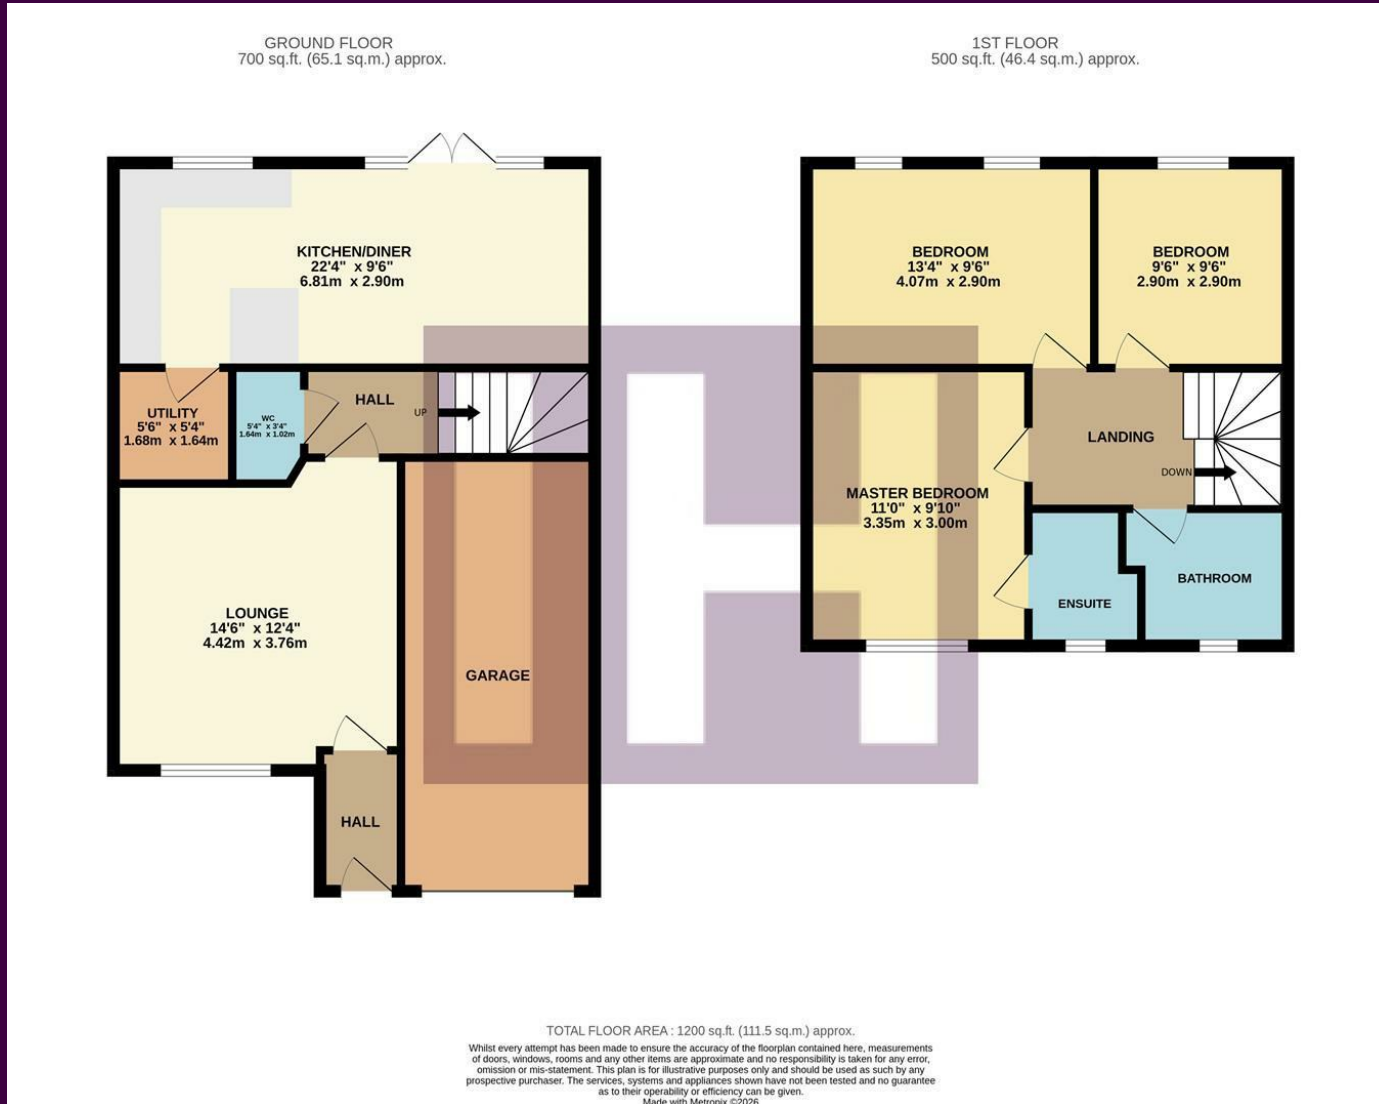 GROUND FLOOR
700 sq.ft. (65.1 sq.m.) approx.
KITCHEN/DINER
22'4" x 9'6"
6.81m x 2.90m
UTILITY
5'6" x 5'4"
1.68m x 1.64m
WC
5'4" x 3'4"
1.64m x 1.02m
HALL
UP
LOUNGE
14'6" x 12'4"
4.42m x 3.76m
GARAGE
HALL
1ST FLOOR
500 sq.ft. (46.4 sq.m.) approx.
BEDROOM
13'4" x 9'6"
4.07m x 2.90m
BEDROOM
9'6" x 9'6"
2.90m x 2.90m
LANDING
DOWN
MASTER BEDROOM
11'0" x 9'10"
3.35m x 3.00m
ENSUITE
BATHROOM
TOTAL FLOOR AREA : 1200 sq.ft. (111.5 sq.m.) approx.
Whilst every attempt has been made to ensure the accuracy of the floorplan contained here, measurements
of doors, windows, rooms and any other items are approximate and no responsibility is taken for any error,
omission or mis-statement. This plan is for illustrative purposes only and should be used as such by any
prospective purchaser. The services, systems and appliances shown have not been tested and no guarantee
as to their operability or efficiency can be given.
Made with Metropix ©2026